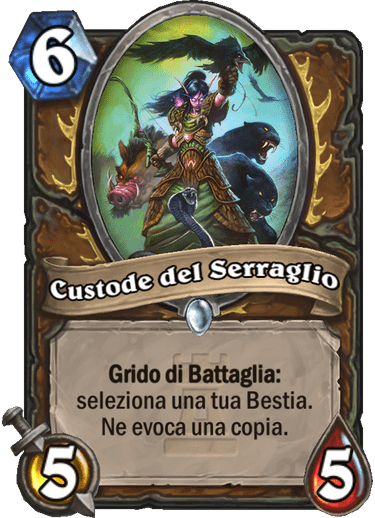 6
Custode del Serraglio
Grido di Battaglia:
seleziona una tua Bestia.
Ne evoca una copia.
5 5